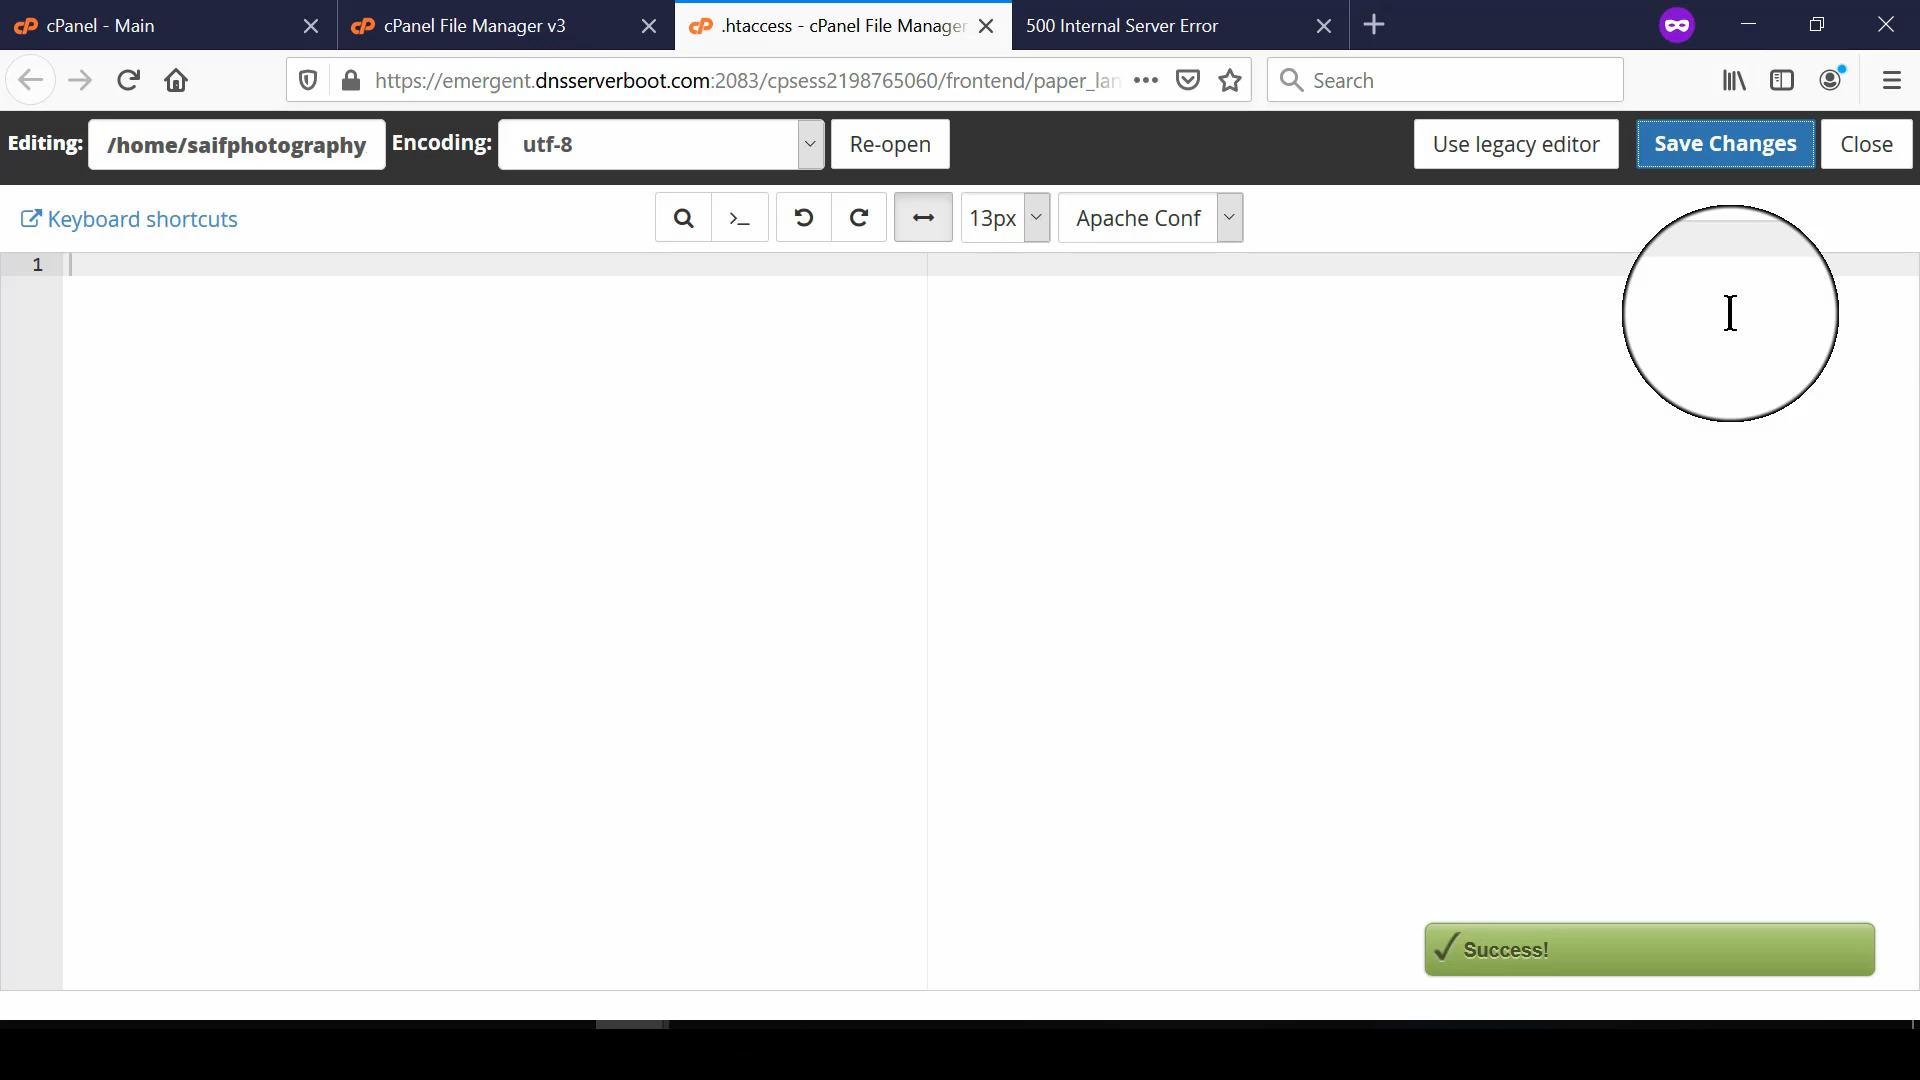 cPanel - Main
cPanel File Manager v3
.htaccess - cPanel File Manager
500 Internal Server Error
https://emergent.dnsserverboot.com:2083/cpsess2198765060/frontend/paper_lan
Search
Editing:
/home/saifphotography
Encoding:
utf-8
Re-open
Use legacy editor
Save Changes
Close
Keyboard shortcuts
13px
Apache Conf
1
Success!